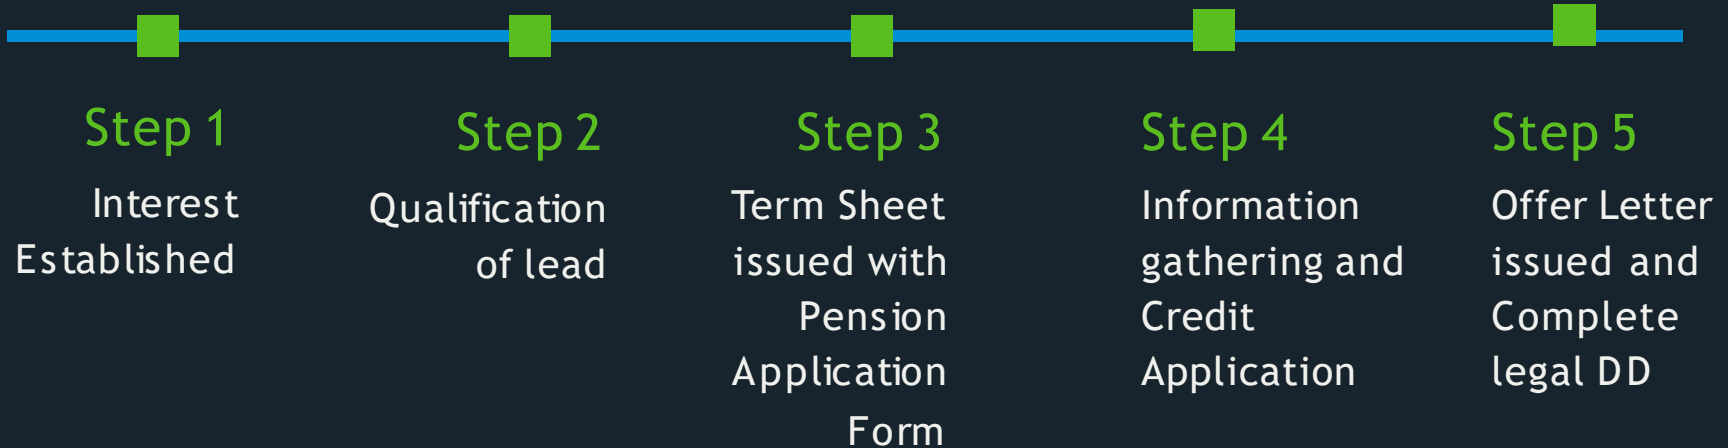 Step 1
Interest
Established
Step 2
Qualification
of lead
Step 3
Term Sheet
issued with
Pension
Application
Form
Step 4
Information
gathering and
Credit
Application
Step 5
Offer Letter
issued and
Complete
legal DD